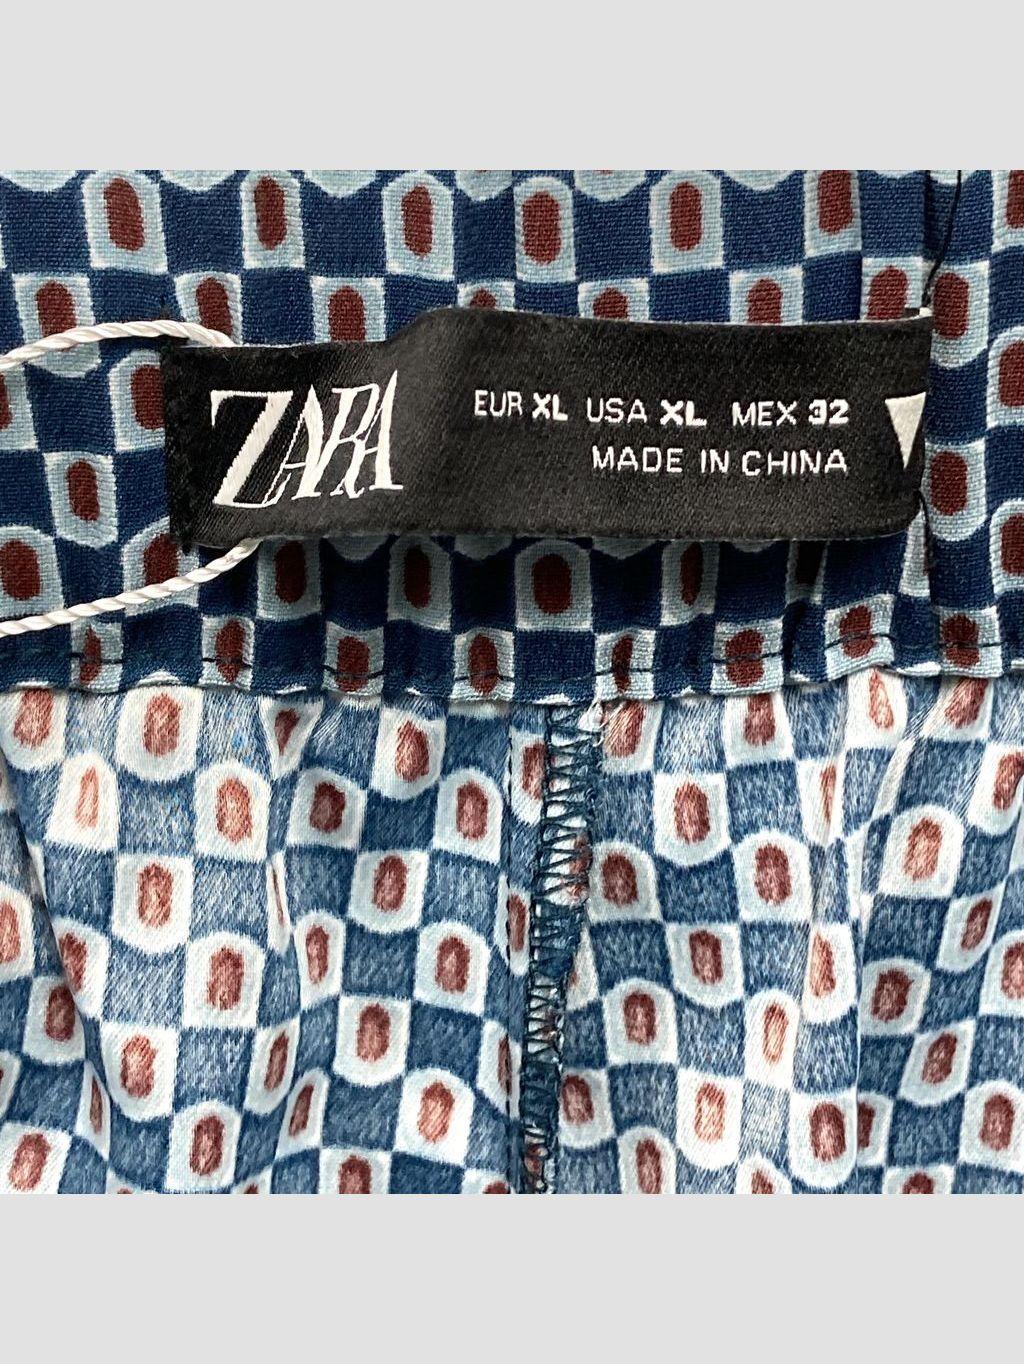 ZARA
EUR XL USA XL MEX 32
MADE IN CHINA